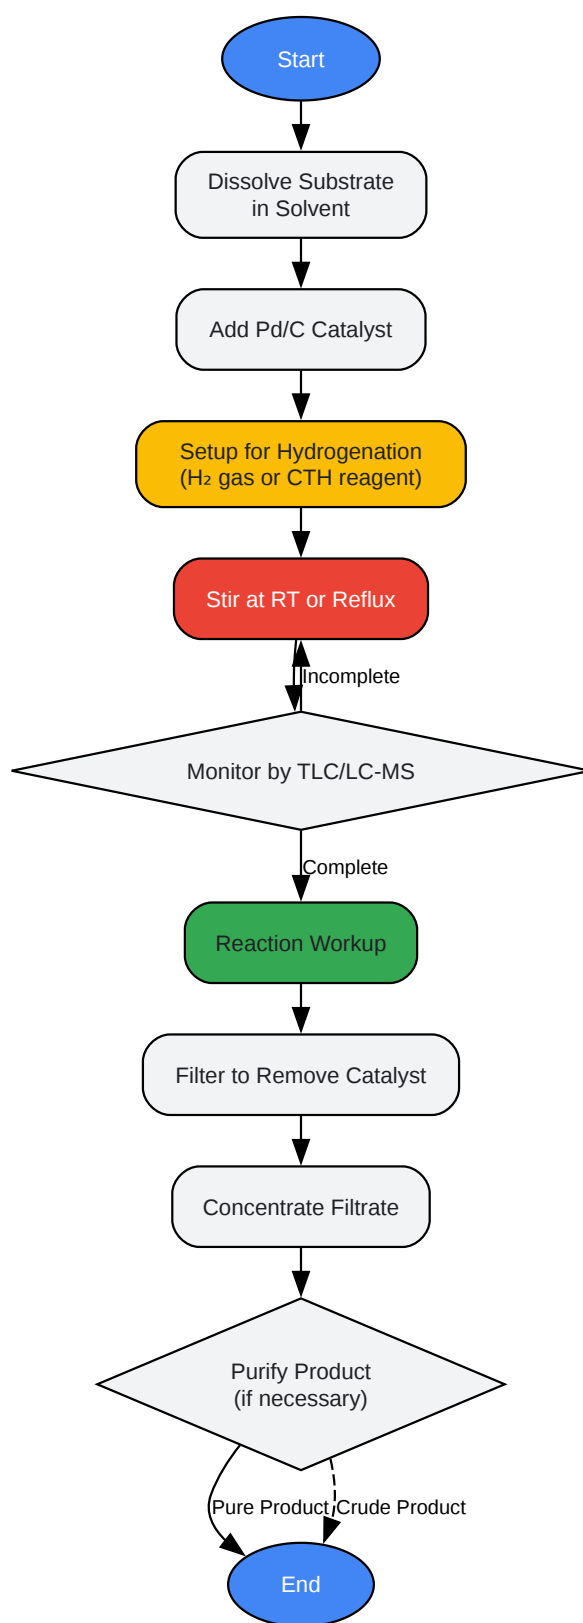 Start
Dissolve Substrate
in Solvent
Add Pd/C Catalyst
Setup for Hydrogenation
(H₂ gas or CTH reagent)
Stir at RT or Reflux
Incomplete
Monitor by TLC/LC-MS
Complete
Reaction Workup
Filter to Remove Catalyst
Concentrate Filtrate
Purify Product
(if necessary)
Pure Product
Crude Product
End